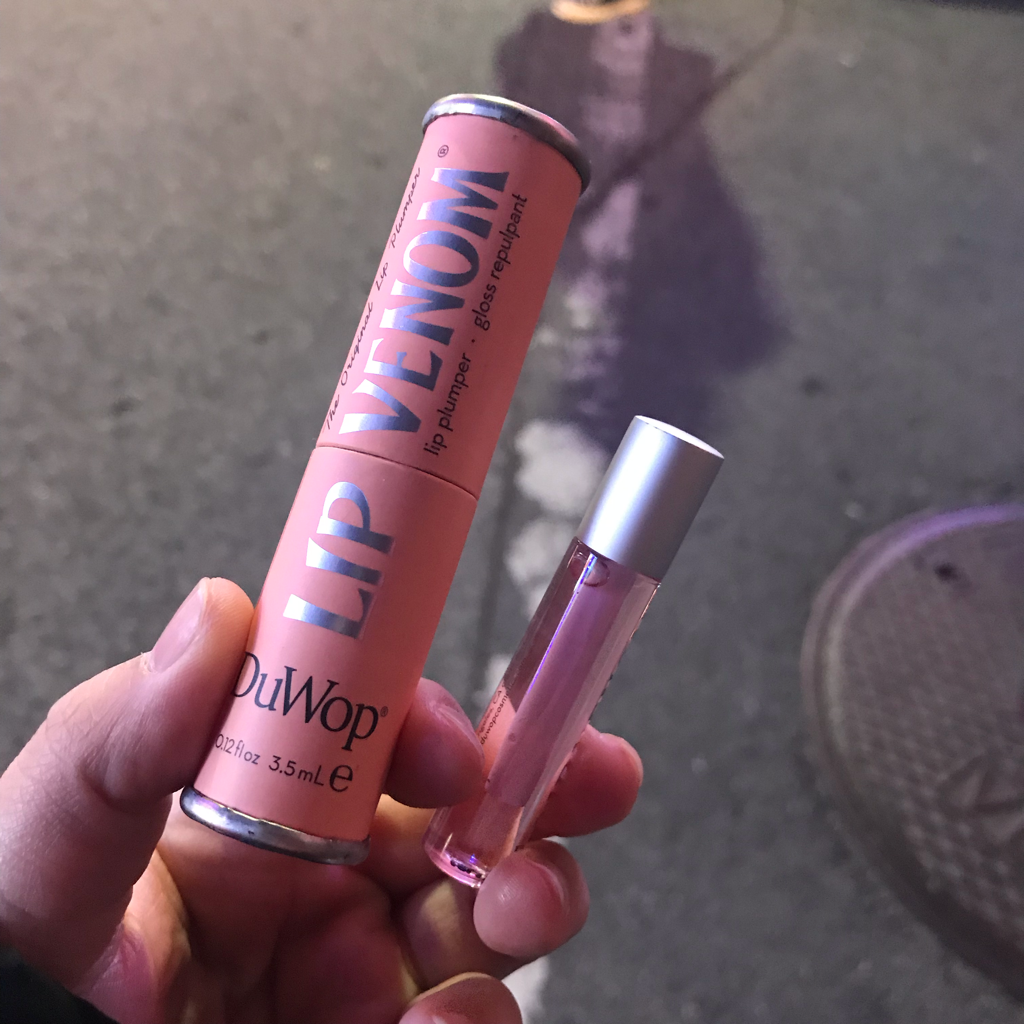 The Original Lip Plumper ®
LIP VENOM
lip plumper · gloss repulpant
DuWop®
0.12 fl oz 3.5 mL e